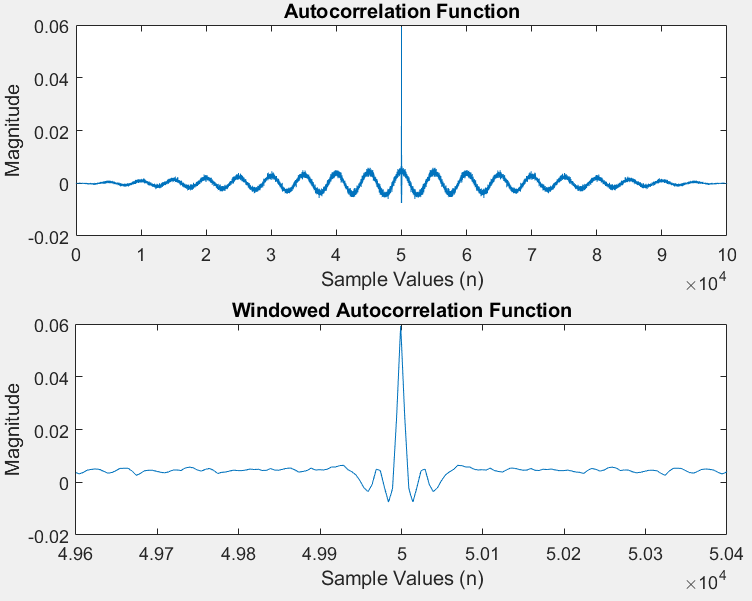 Autocorrelation Function
Magnitude
0.06
0.04
0.02
0
-0.02
0 1 2 3 4 5 6 7 8 9 10
Sample Values (n)
×10^4
Windowed Autocorrelation Function
Magnitude
0.06
0.04
0.02
0
-0.02
4.96 4.97 4.98 4.99 5 5.01 5.02 5.03 5.04
Sample Values (n)
×10^4